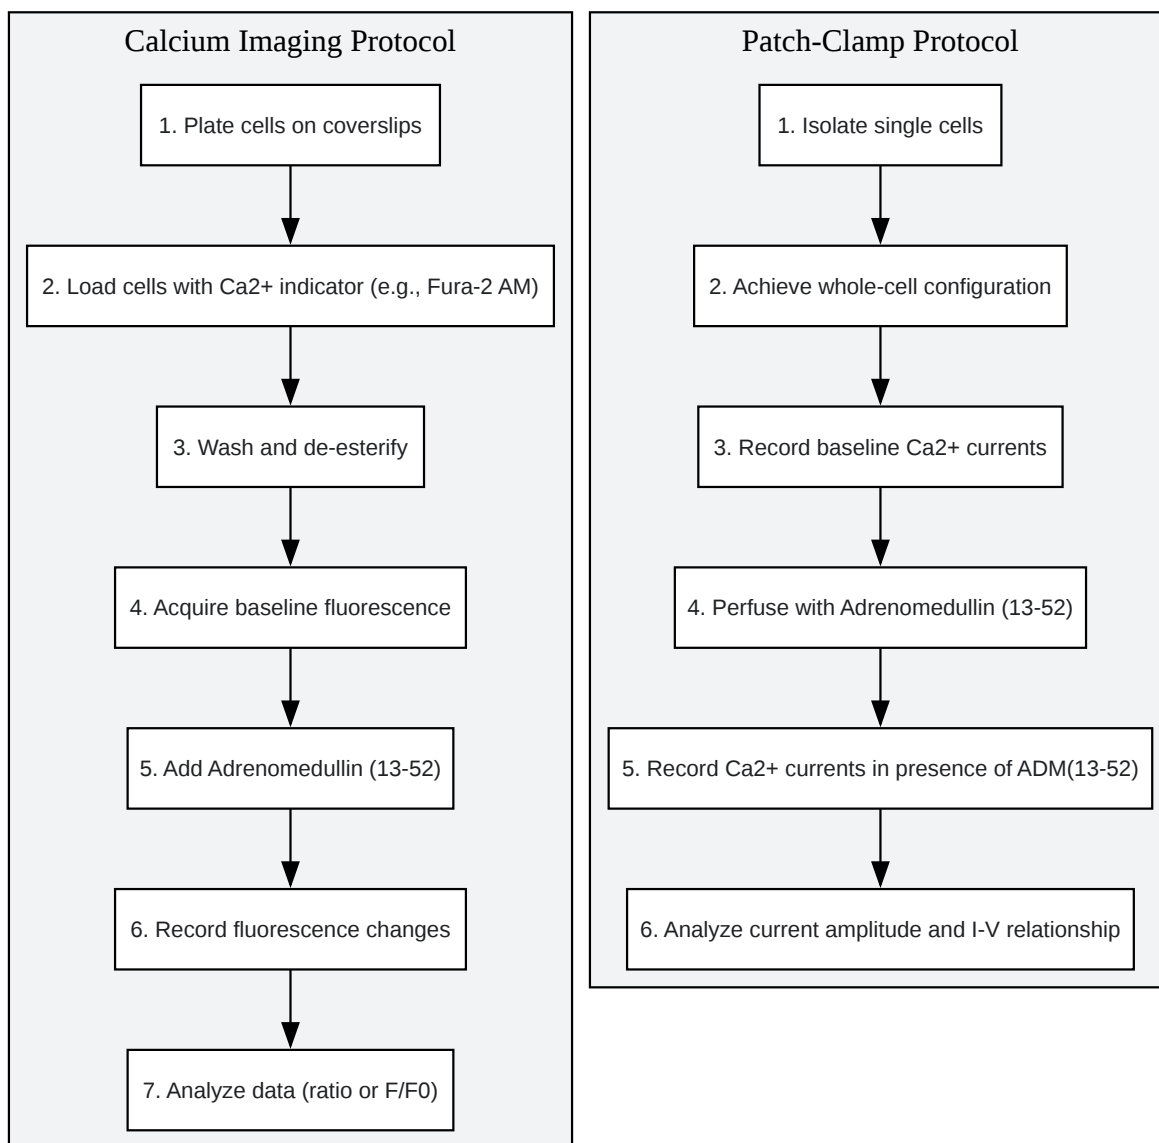 Calcium Imaging Protocol
1. Plate cells on coverslips
2. Load cells with Ca2+ indicator (e.g., Fura-2 AM)
3. Wash and de-esterify
4. Acquire baseline fluorescence
5. Add Adrenomedullin (13-52)
6. Record fluorescence changes
7. Analyze data (ratio or F/F0)
Patch-Clamp Protocol
1. Isolate single cells
2. Achieve whole-cell configuration
3. Record baseline Ca2+ currents
4. Perfuse with Adrenomedullin (13-52)
5. Record Ca2+ currents in presence of ADM(13-52)
6. Analyze current amplitude and I-V relationship